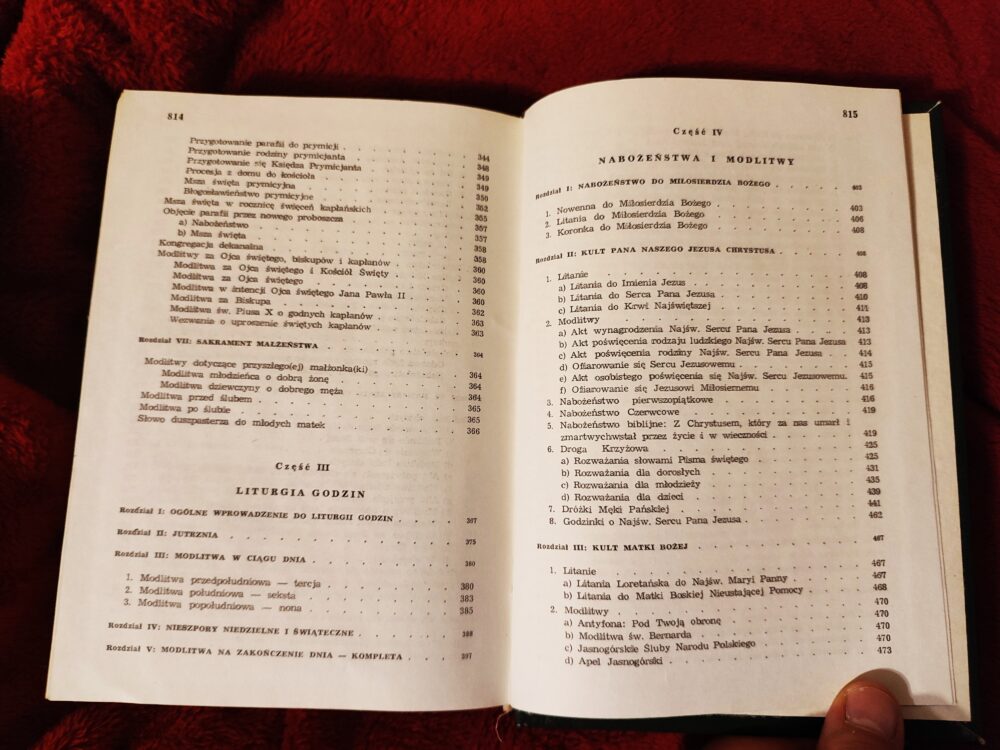 814
Przygotowanie parafii do prymicji . . . . . . . 344
Przygotowanie rodziny prymicjanta . . . . . . . 348
Przygotowanie się Księdza Prymicjanta . . . . . . 349
Procesja z domu do kościoła . . . . . . . 349
Msza święta prymicyjna . . . . . . . 350
Błogosławieństwo prymicyjne . . . . . . .
Msza święta w rocznicę święceń kapłańskich . . . . . 352
Objęcie parafii przez nowego proboszcza . . . . . 355
a) Nabożeństwo . . . . . . . 357
b) Msza święta . . . . . . . 357
Kongregacja dekanalna . . . . . . . 358
Modlitwy za Ojca świętego, biskupów i kapłanów . . . . 358
Modlitwa za Ojca świętego i Kościół Święty . . . . 360
Modlitwa za Ojca świętego . . . . . . 360
Modlitwa w intencji Ojca świętego Jana Pawła II . . . 360
Modlitwa za Biskupa . . . . . . . 362
Modlitwa św. Piusa X o godnych kapłanów . . . . 363
Wezwania o uproszenie świętych kapłanów . . . . 363
Rozdział VII: SAKRAMENT MAŁŻEŃSTWA . . . . . 364
Modlitwy dotyczące przyszłego(ej) małżonka(ki) . . . . 364
Modlitwa młodzieńca o dobrą żonę . . . . . 364
Modlitwa dziewczyny o dobrego męża . . . . . 364
Modlitwa przed ślubem . . . . . . . 365
Modlitwa po ślubie . . . . . . . 365
Słowo duszpasterza do młodych matek . . . . . 366
Część III
LITURGIA GODZIN
Rozdział I: OGÓLNE WPROWADZENIE DO LITURGII GODZIN . . . . 367
Rozdział II: JUTRZNIA . . . . . . . 375
Rozdział III: MODLITWA W CIĄGU DNIA . . . . . 380
1. Modlitwa przedpołudniowa — tercja . . . . . 380
2. Modlitwa południowa — seksta . . . . . . 383
3. Modlitwa popołudniowa — nona . . . . . . 385
Rozdział IV: NIESZPORY NIEDZIELNE I ŚWIĄTECZNE . . . . . 388
Rozdział V: MODLITWA NA ZAKOŃCZENIE DNIA — KOMPLETA . . . 397
815
Część IV
NABOŻEŃSTWA I MODLITWY
Rozdział I: NABOŻEŃSTWO DO MIŁOSIERDZIA BOŻEGO . . . . . 403
1. Nowenna do Miłosierdzia Bożego . . . . . . 403
2. Litania do Miłosierdzia Bożego . . . . . . 406
3. Koronka do Miłosierdzia Bożego . . . . . . 408
Rozdział II: KULT PANA NASZEGO JEZUSA CHRYSTUSA . . . . . 408
1. Litanie . . . . . . . 408
a) Litania do Imienia Jezus . . . . . . 408
b) Litania do Serca Pana Jezusa . . . . . . 410
c) Litania do Krwi Najświętszej . . . . . . 411
2. Modlitwy . . . . . . . 413
a) Akt wynagrodzenia Najśw. Sercu Pana Jezusa . . . . 413
b) Akt poświęcenia rodzaju ludzkiego Najśw. Sercu Pana Jezusa 413
c) Akt poświęcenia rodziny Najśw. Sercu Pana Jezusa . . 414
d) Ofiarowanie się Sercu Jezusowemu . . . . . 415
e) Akt osobistego poświęcenia się Najśw. Sercu Jezusowemu. 415
f) Ofiarowanie się Jezusowi Miłosiernemu . . . . 416
3. Nabożeństwo pierwszopiątkowe . . . . . . 416
4. Nabożeństwo Czerwcowe . . . . . . . 419
5. Nabożeństwo biblijne: Z Chrystusem, który za nas umarł i
zmartwychwstał przez życie i w wieczności . . . . 419
6. Droga Krzyżowa . . . . . . . 425
a) Rozważania słowami Pisma świętego . . . . . 425
b) Rozważania dla dorosłych . . . . . . 431
c) Rozważania dla młodzieży . . . . . . 435
d) Rozważania dla dzieci . . . . . . 439
7. Dróżki Męki Pańskiej . . . . . . . 441
8. Godzinki o Najśw. Sercu Pana Jezusa . . . . . 462
Rozdział III: KULT MATKI BOŻEJ . . . . . . . 467
1. Litanie . . . . . . . 467
a) Litania Loretańska do Najśw. Maryi Panny . . . . 467
b) Litania do Matki Boskiej Nieustającej Pomocy . . . 468
2. Modlitwy . . . . . . . 470
a) Antyfona: Pod Twoją obronę . . . . . . 470
b) Modlitwa św. Bernarda . . . . . . 470
c) Jasnogórskie Śluby Narodu Polskiego . . . . 470
d) Apel Jasnogórski . . . . . . . 473